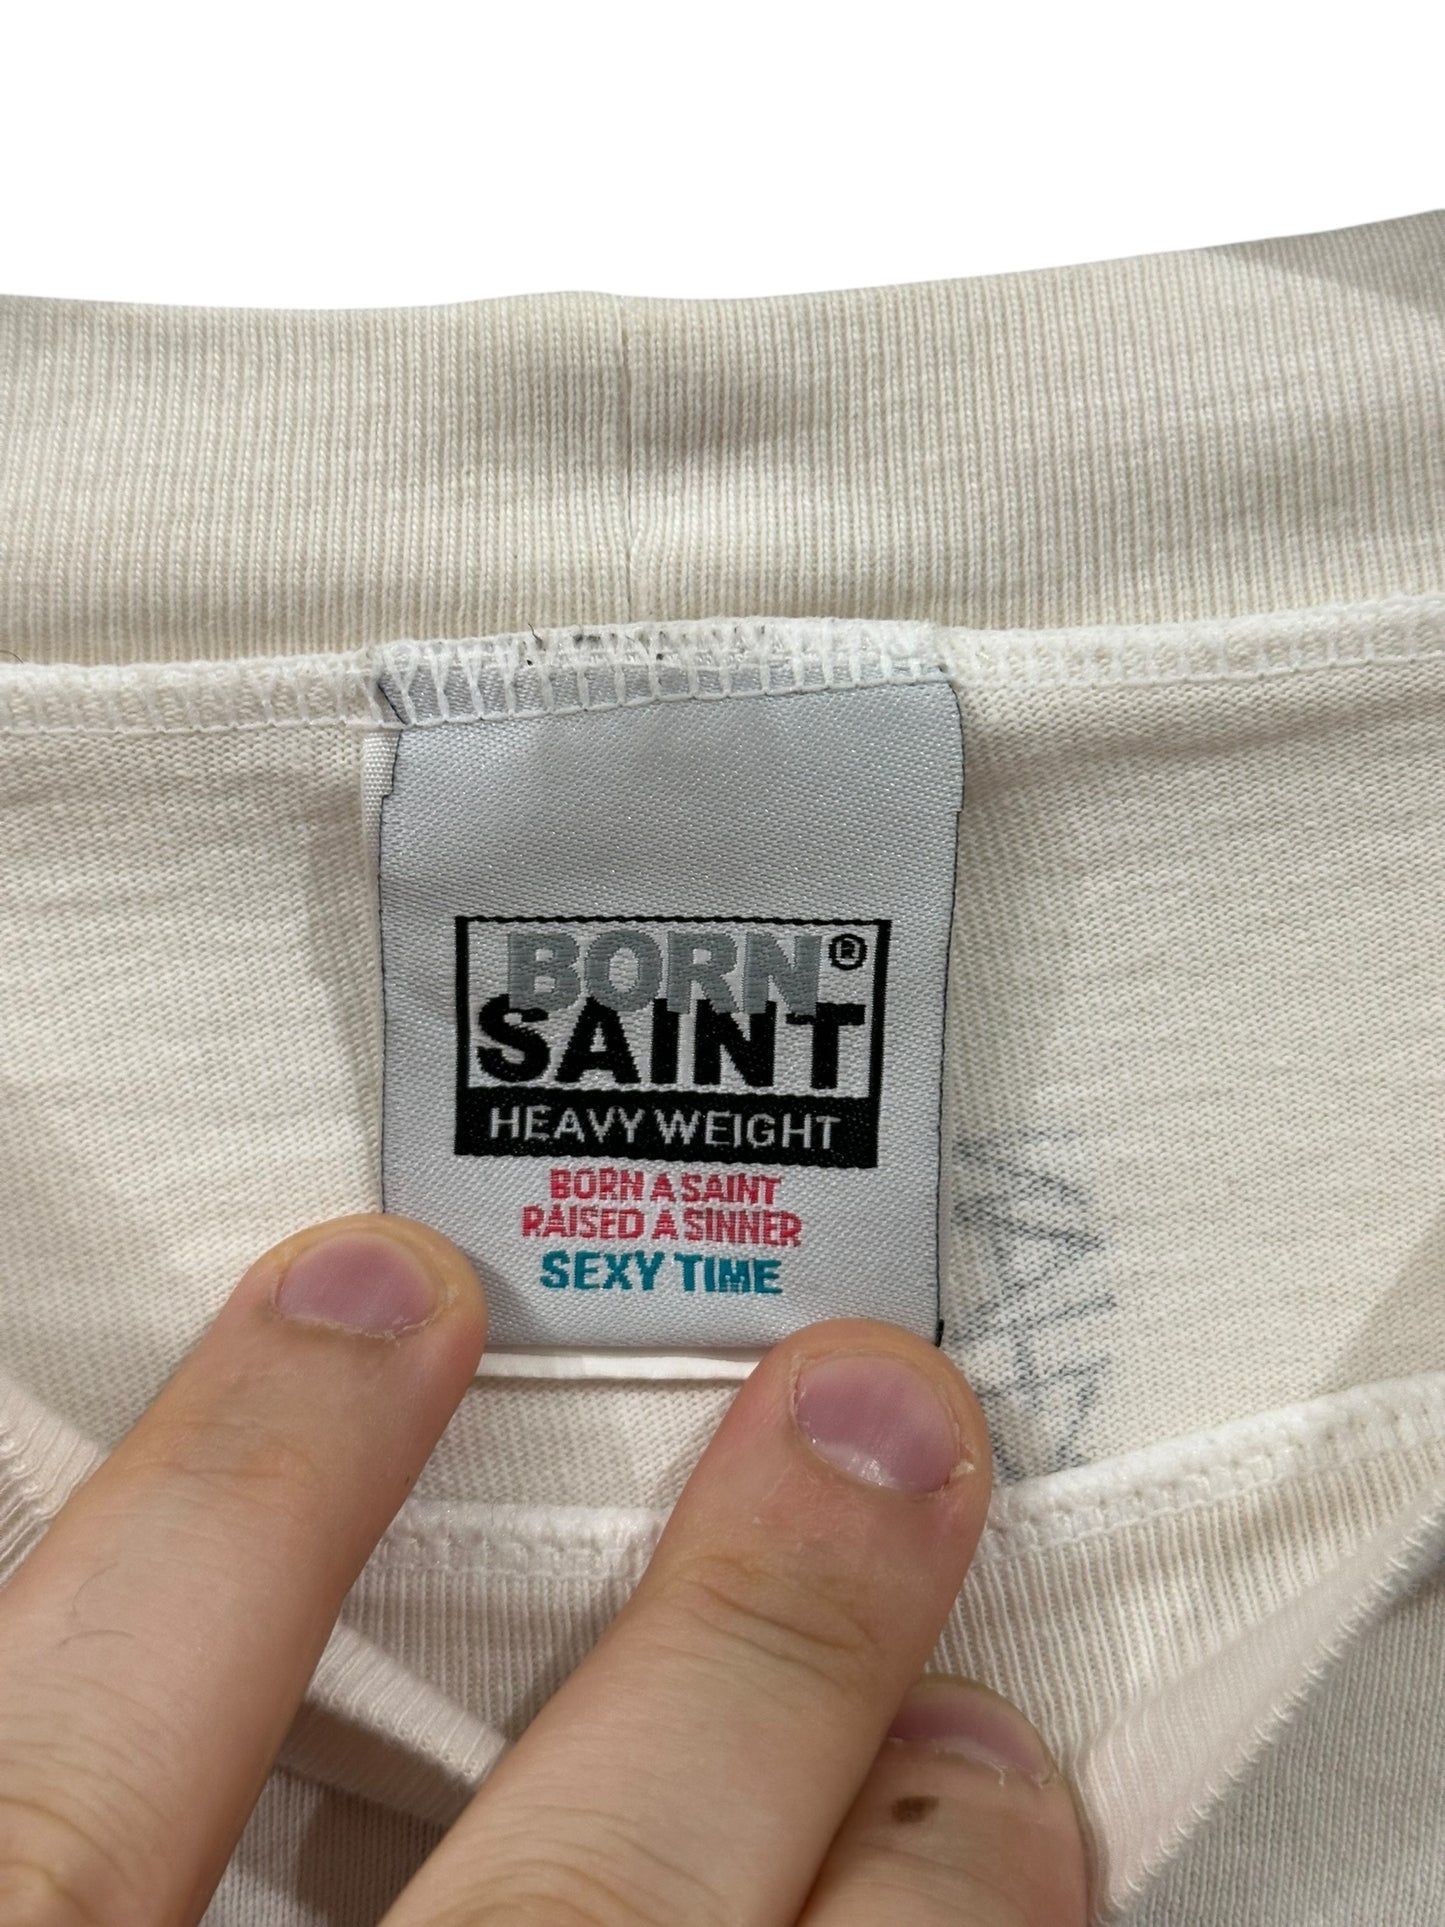 BORN®
SAINT
HEAVY WEIGHT
BORN A SAINT
RAISED A SINNER
SEXY TIME